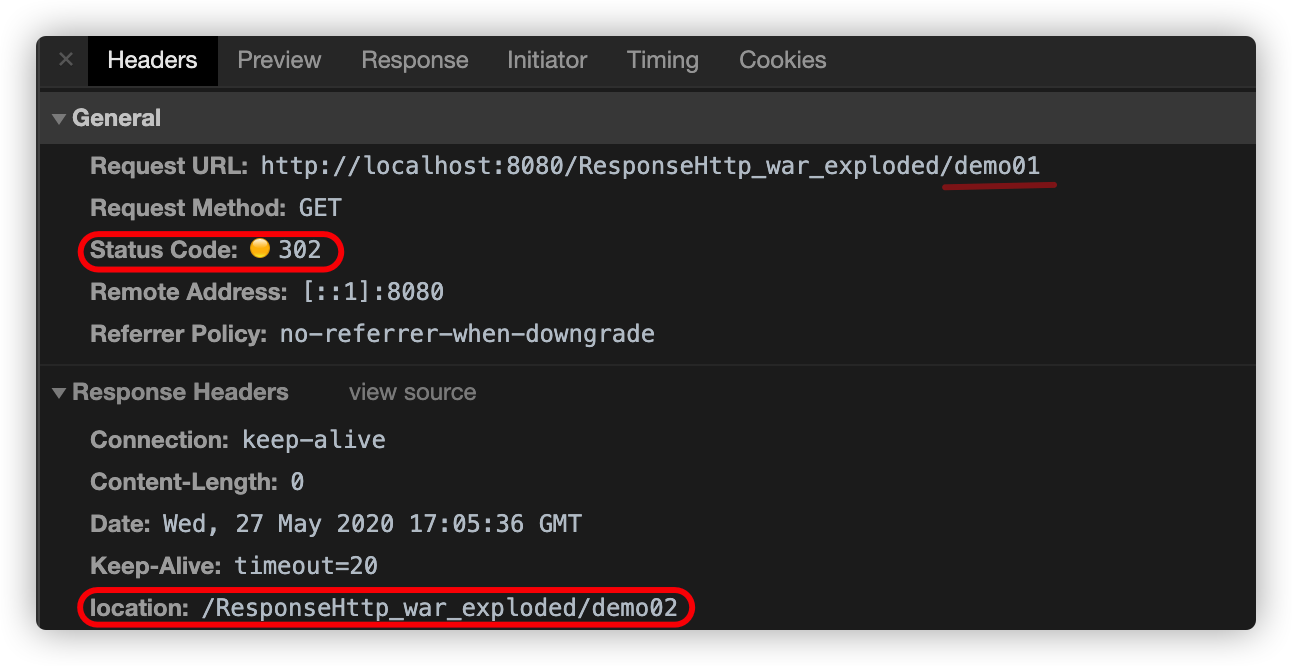 × Headers Preview Response Initiator Timing Cookies
General
Request URL: http://localhost:8080/ResponseHttp_war_exploded/demo01
Request Method: GET
Status Code: 302
Remote Address: [::1]:8080
Referrer Policy: no-referrer-when-downgrade
Response Headers view source
Connection: keep-alive
Content-Length: 0
Date: Wed, 27 May 2020 17:05:36 GMT
Keep-Alive: timeout=20
location: /ResponseHttp_war_exploded/demo02